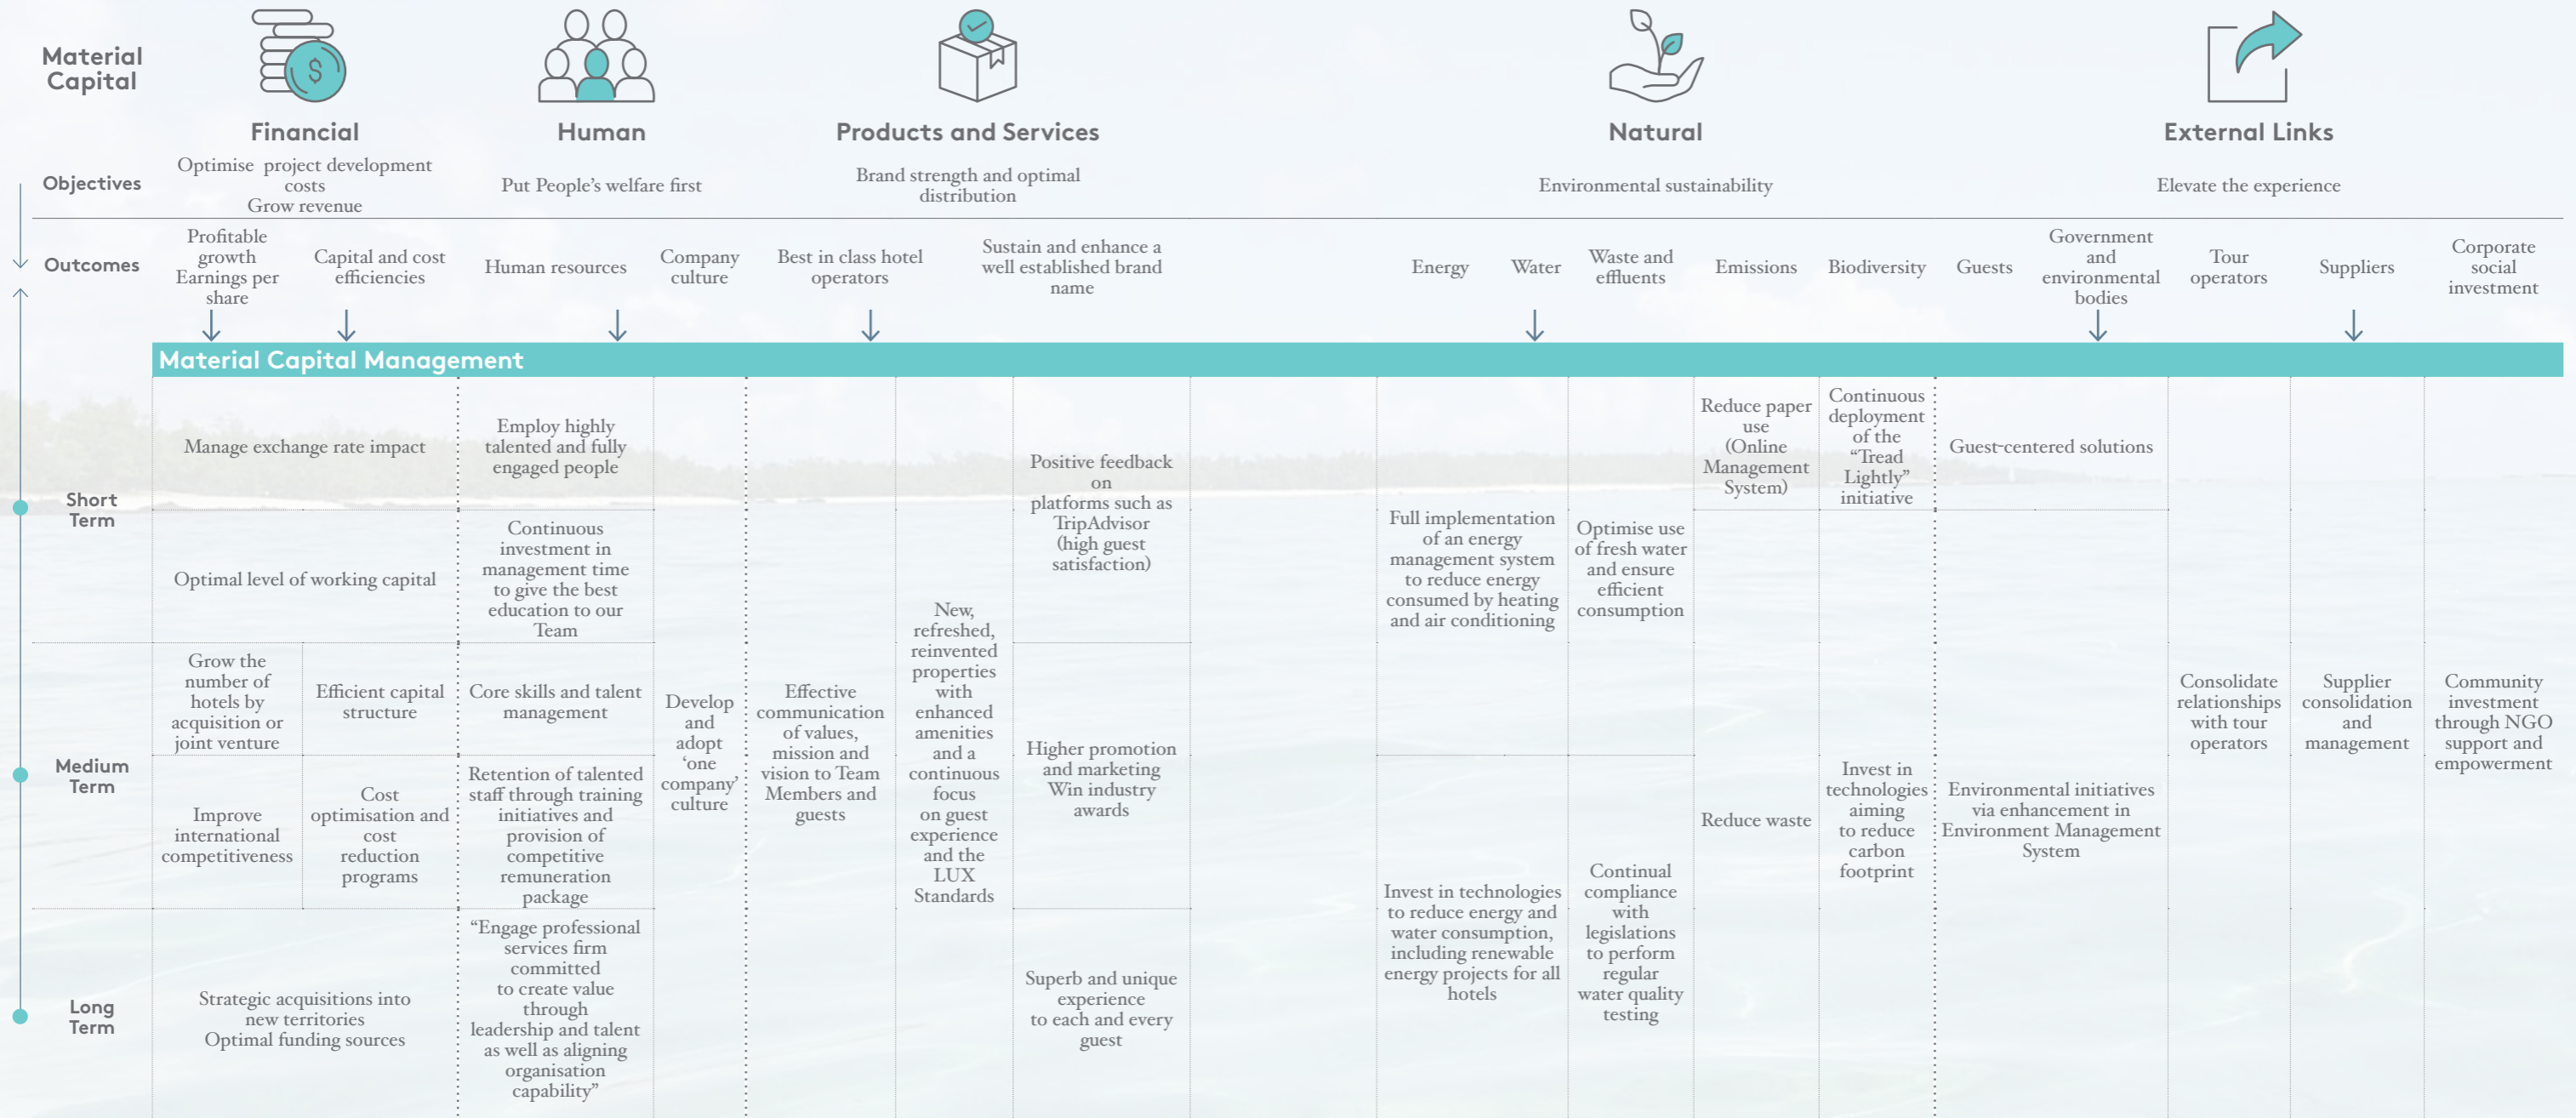 Material
Capital
Financial
Human
Products and Services
Natural
External Links
Objectives
Optimise project development
costs
Grow revenue
Put People's welfare first
Brand strength and optimal
distribution
Environmental sustainability
Elevate the experience
Outcomes
Profitable
growth
Earnings per
share
Capital and cost
efficiencies
Human resources
Company
culture
Best in class hotel
operators
Sustain and enhance a
well established brand
name
Energy
Water
Waste and
effluents
Emissions
Biodiversity
Guests
Government
and
environmental
bodies
Tour
operators
Suppliers
Corporate
social
investment
Material Capital Management
Short
Term
Manage exchange rate impact
Optimal level of working capital
Employ highly
talented and fully
engaged people
Continuous
investment in
management time
to give the best
education to our
Team
Positive feedback
on
platforms such as
TripAdvisor
(high guest
satisfaction)
Full implementation
of an energy
management system
to reduce energy
consumed by heating
and air conditioning
Optimise use
of fresh water
and ensure
efficient
consumption
Reduce paper
use
(Online
Management
System)
Continuous
deployment
of the
“Tread
Lightly”
initiative
Guest-centered solutions
Medium
Term
Grow the
number of
hotels by
acquisition or
joint venture
Efficient capital
structure
Improve
international
competitiveness
Cost
optimisation and
cost
reduction
programs
Core skills and talent
management
Retention of talented
staff through training
initiatives and
provision of
competitive
remuneration
package
Develop
and
adopt
‘one
company’
culture
Effective
communication
of values,
mission and
vision to Team
Members and
guests
New,
refreshed,
reinvented
properties
with
enhanced
amenities
and a
continuous
focus
on guest
experience
and the
LUX
Standards
Higher promotion
and marketing
Win industry
awards
Invest in technologies
to reduce energy and
water consumption,
including renewable
energy projects for all
hotels
Continual
compliance
with
legislations
to perform
regular
water quality
testing
Reduce waste
Invest in
technologies
aiming
to reduce
carbon
footprint
Environmental initiatives
via enhancement in
Environment Management
System
Consolidate
relationships
with tour
operators
Supplier
consolidation
and
management
Community
investment
through NGO
support and
empowerment
Long
Term
Strategic acquisitions into
new territories
Optimal funding sources
“Engage professional
services firm
committed
to create value
through
leadership and talent
as well as aligning
organisation
capability”
Superb and unique
experience
to each and every
guest